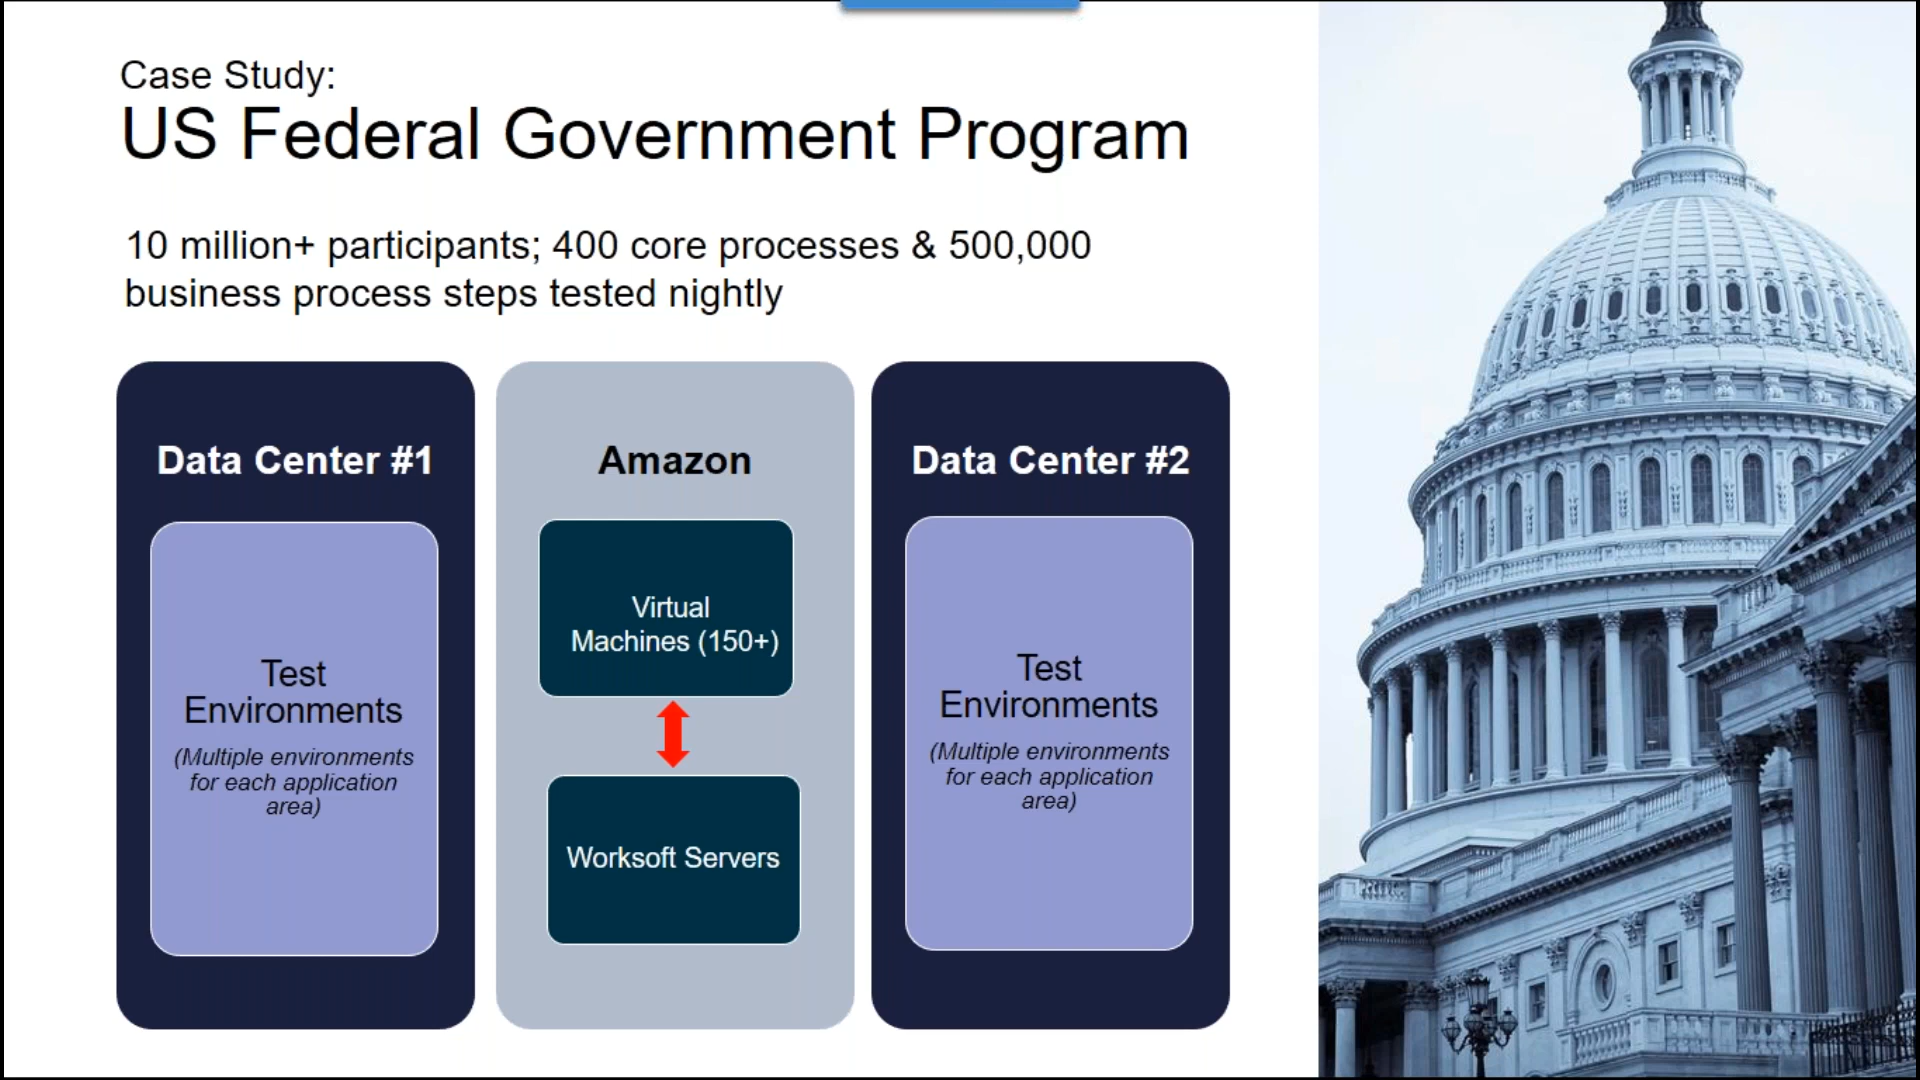 Case Study:
US Federal Government Program
10 million+ participants; 400 core processes & 500,000
business process steps tested nightly
Data Center #1
Test
Environments
(Multiple environments
for each application
area)
Amazon
Virtual
Machines (150+)
Worksoft Servers
Data Center #2
Test
Environments
(Multiple environments
for each application
area)